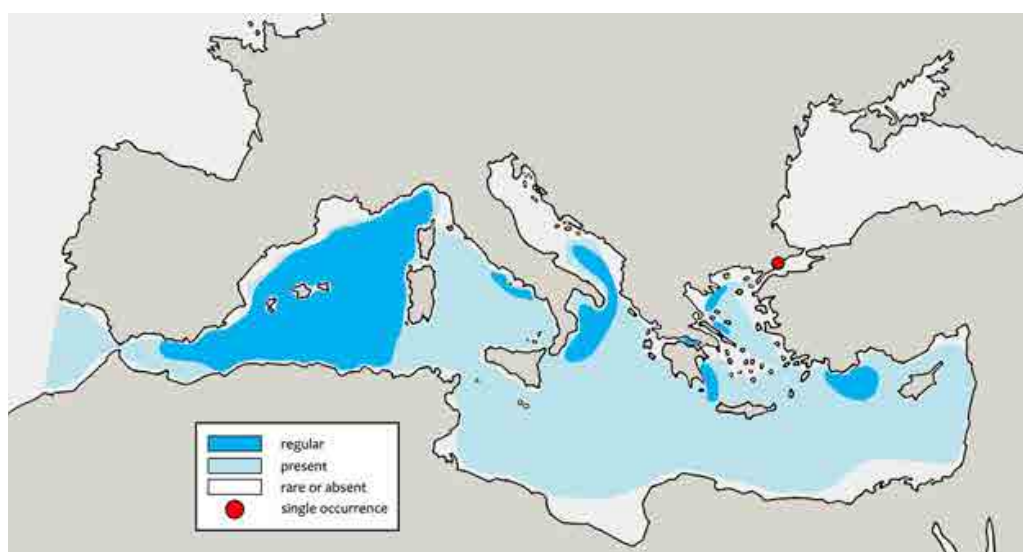 regular
present
rare or absent
single occurrence